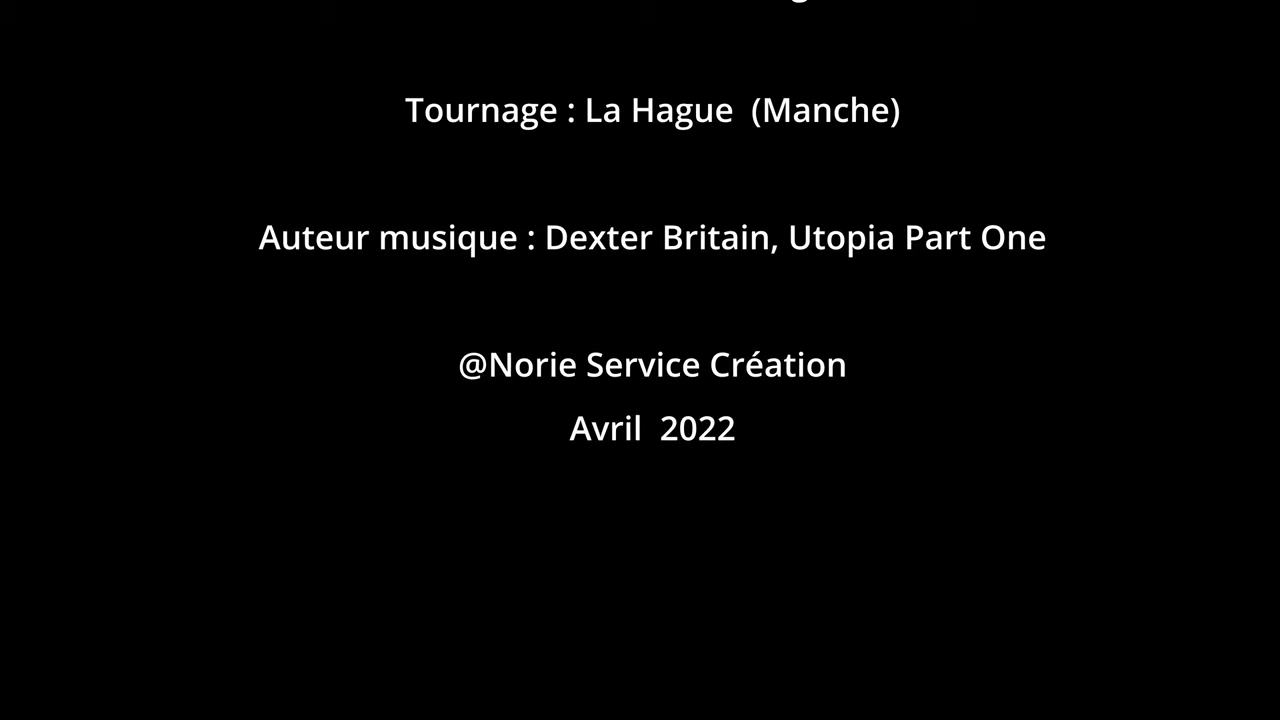 Tournage : La Hague  (Manche)
Auteur musique : Dexter Britain, Utopia Part One
@Norie Service Création
Avril  2022